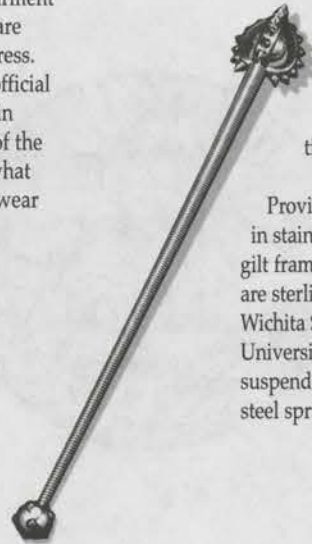 are
ress.
official
in
of the
what
wear
Provi
in stain
gilt fram
are sterli
Wichita S
Universi
suspend
steel spr